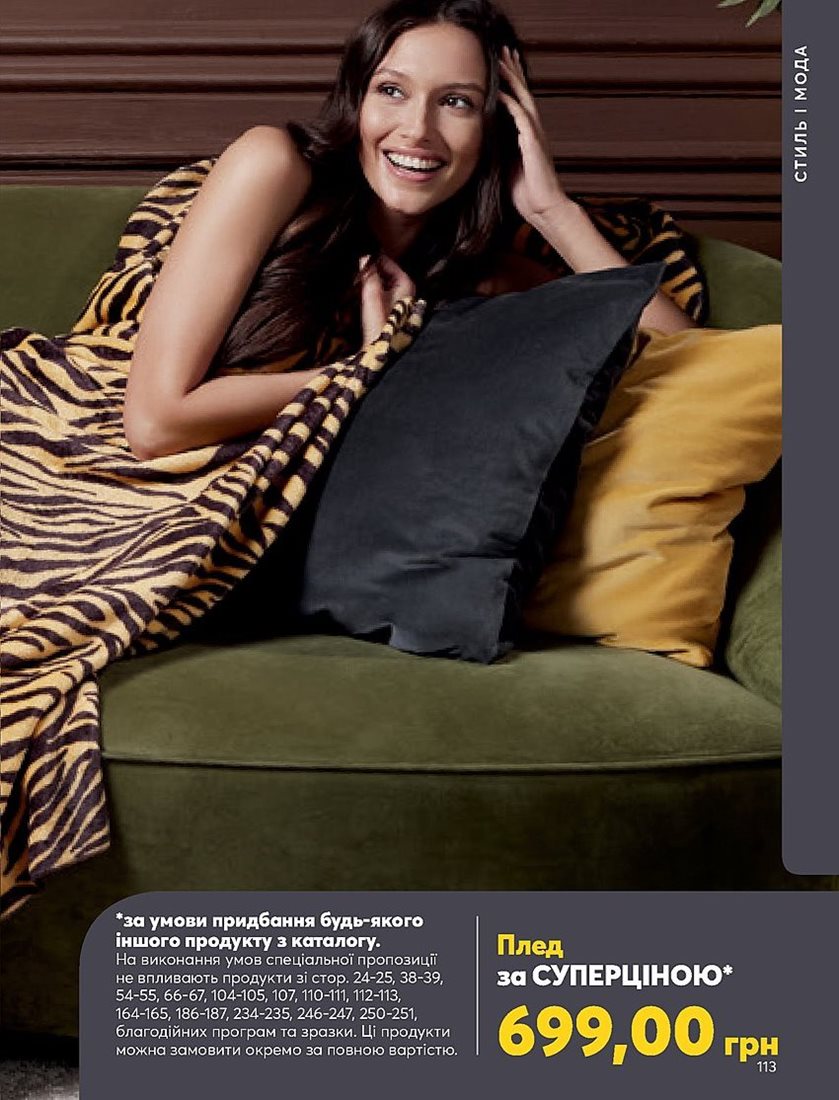 СТИЛЬ | МОДА
*за умови придбання будь-якого
іншого продукту з каталогу.
На виконання умов спеціальної пропозиції
не впливають продукти зі стор. 24-25, 38-39,
54-55, 66-67, 104-105, 107, 110-111, 112-113,
164-165, 186-187, 234-235, 246-247, 250-251,
благодійних програм та зразки. Ці продукти
можна замовити окремо за повною вартістю.
Плед
за СУПЕРЦІНОЮ*
699,00 грн
113